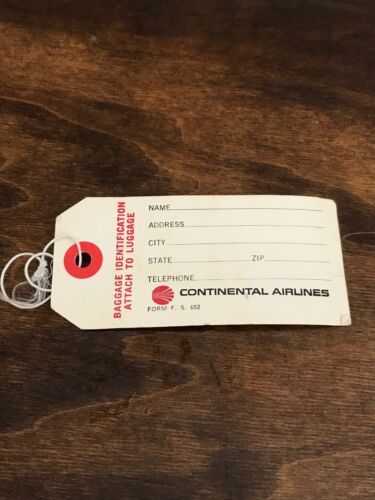 BAGGAGE IDENTIFICATION
ATTACH TO LUGGAGE
NAME
ADDRESS
CITY
STATE ZIP
TELEPHONE
CONTINENTAL AIRLINES
FORM F. S. 652